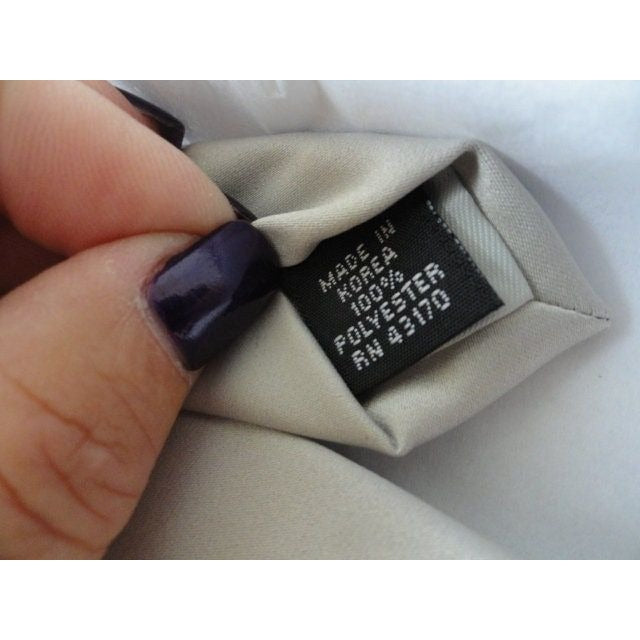 MADE IN
KOREA
100%
POLYESTER
RN 43170